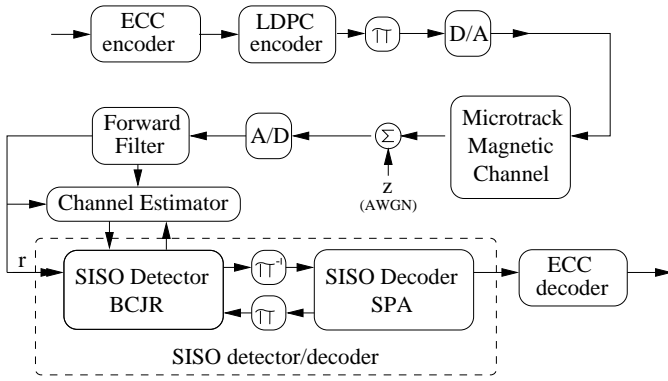 ECC
encoder
LDPC
encoder
π
D/A
Forward
Filter
A/D
Σ
Microtrack
Magnetic
Channel
z
(AWGN)
Channel Estimator
r
SISO Detector
BCJR
π⁻¹
π
SISO Decoder
SPA
ECC
decoder
SISO detector/decoder